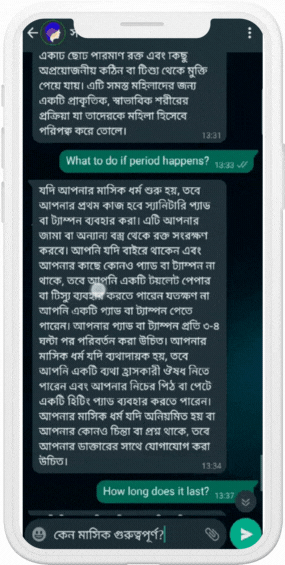 স
একটি ছোট পরিমাণ রক্ত এবং কিছু
অপ্রয়োজনীয় কঠিন বা টিশ্যু থেকে মুক্তি
পেয়ে যায়। এটি সমস্ত মহিলাদের জন্য
একটি প্রাকৃতিক, স্বাভাবিক শরীরের
প্রক্রিয়া যা তাদেরকে মহিলা হিসেবে
পরিপক্ব করে তোলে।
13:31
What to do if period happens?
13:33
যদি আপনার মাসিক ধর্ম শুরু হয়, তবে
আপনার প্রথম কাজ হবে স্যানিটারি প্যাড
বা ট্যাম্পন ব্যবহার করা। এটি আপনার
জামা বা অন্যান্য বস্ত্র থেকে রক্ত সংরক্ষণ
করবে। আপনি যদি বাইরে থাকেন এবং
আপনার কাছে কোনও প্যাড বা ট্যাম্পন না
থাকে, তবে আপনি একটি টয়লেট পেপার
বা টিস্যু ব্যবহার করতে পারেন যতক্ষণ না
আপনি একটি প্যাড বা ট্যাম্পন পেতে
পারেন। আপনার প্যাড বা ট্যাম্পন প্রতি ৩-৪
ঘন্টা পর পরিবর্তন করা উচিত। আপনার
মাসিক ধর্ম যদি ব্যথাদায়ক হয়, তবে
আপনি একটি ব্যথা হ্রাসকারী ঔষধ নিতে
পারেন এবং আপনার নিচের পিঠ বা পেটে
একটি হিটিং প্যাড ব্যবহার করতে পারেন।
আপনার মাসিক ধর্ম যদি অনিয়মিত হয় বা
আপনার কোনও চিন্তা বা প্রশ্ন থাকে, তবে
আপনার ডাক্তারের সাথে যোগাযোগ করা
উচিত।
13:34
How long does it last?
13:37
কেন মাসিক গুরুত্বপূর্ণ?